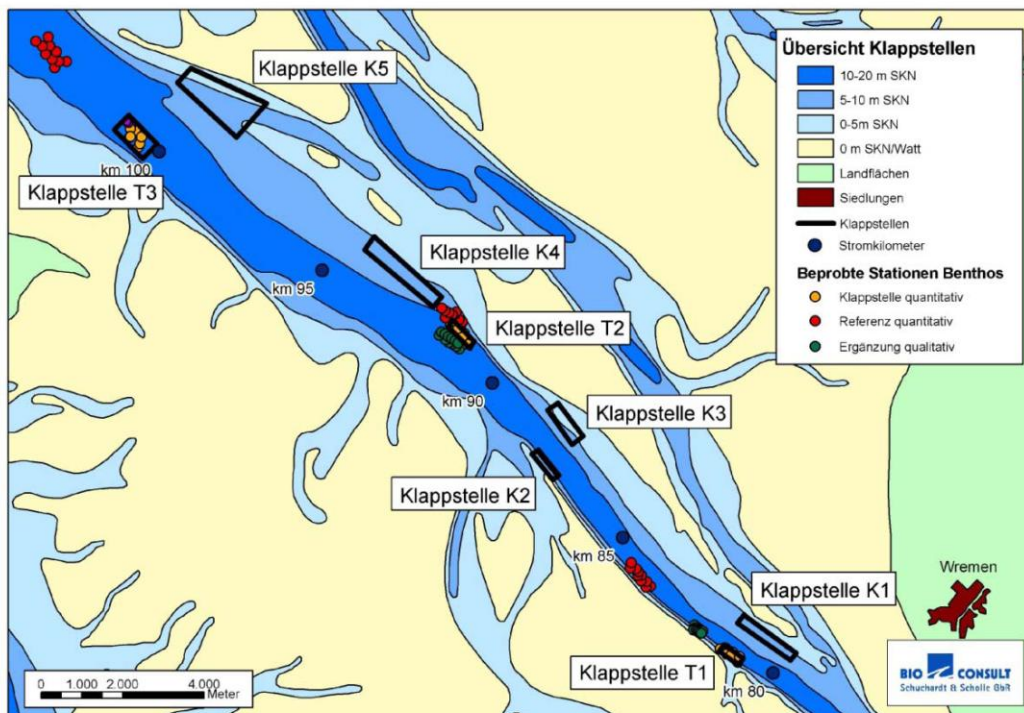 Klappstelle K5
km 100
Klappstelle T3
Klappstelle K4
km 95
Klappstelle T2
km 90
Klappstelle K3
Klappstelle K2
km 85
Klappstelle K1
Wremen
Klappstelle T1
km 80
0 1.000 2.000 4.000
Meter
Übersicht Klappstellen
10-20 m SKN
5-10 m SKN
0-5m SKN
0 m SKN/Watt
Landflächen
Siedlungen
Klappstellen
Stromkilometer
Beprobte Stationen Benthos
Klappstelle quantitativ
Referenz quantitativ
Ergänzung qualitativ
BIO CONSULT
Schuchardt & Scholle GbR